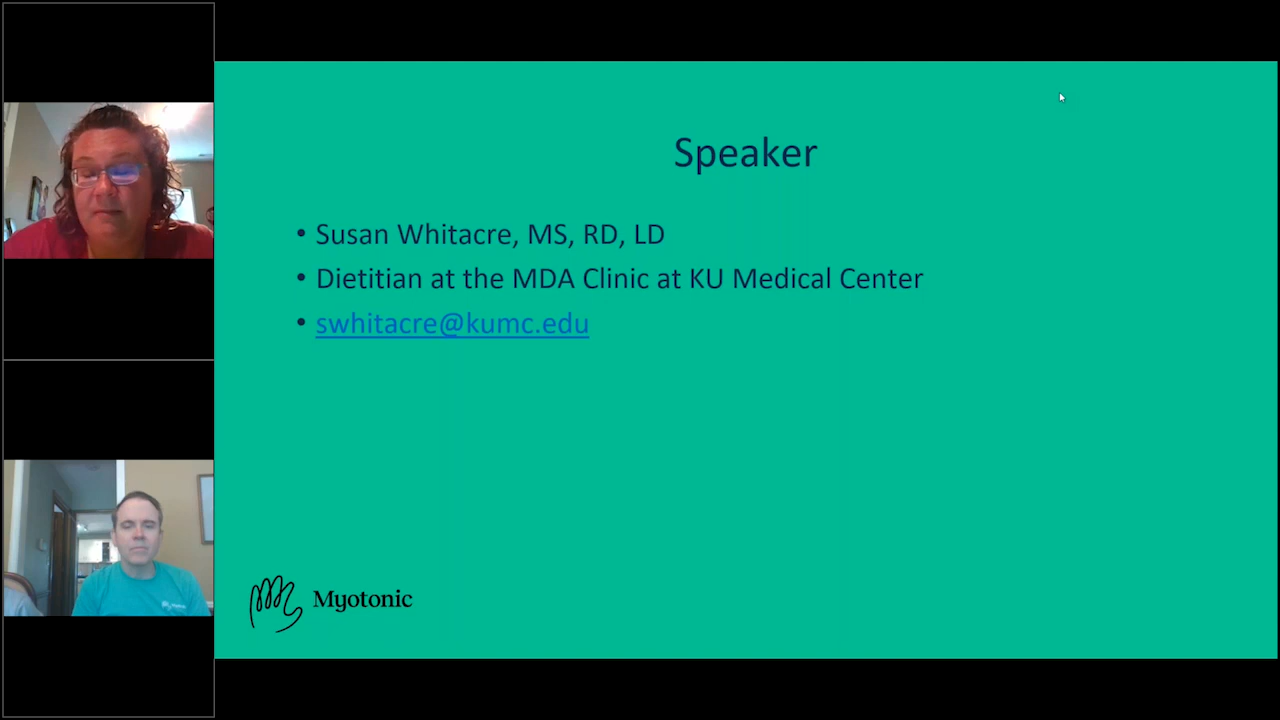 Speaker
• Susan Whitacre, MS, RD, LD
• Dietitian at the MDA Clinic at KU Medical Center
• swhitacre@kumc.edu
Myotonic